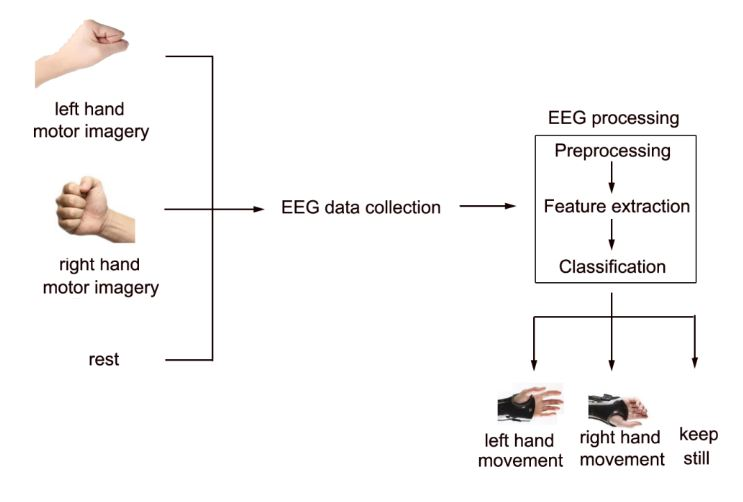 left hand
motor imagery
right hand
motor imagery
rest
EEG data collection
EEG processing
Preprocessing
Feature extraction
Classification
left hand
movement
right hand
movement
keep
still